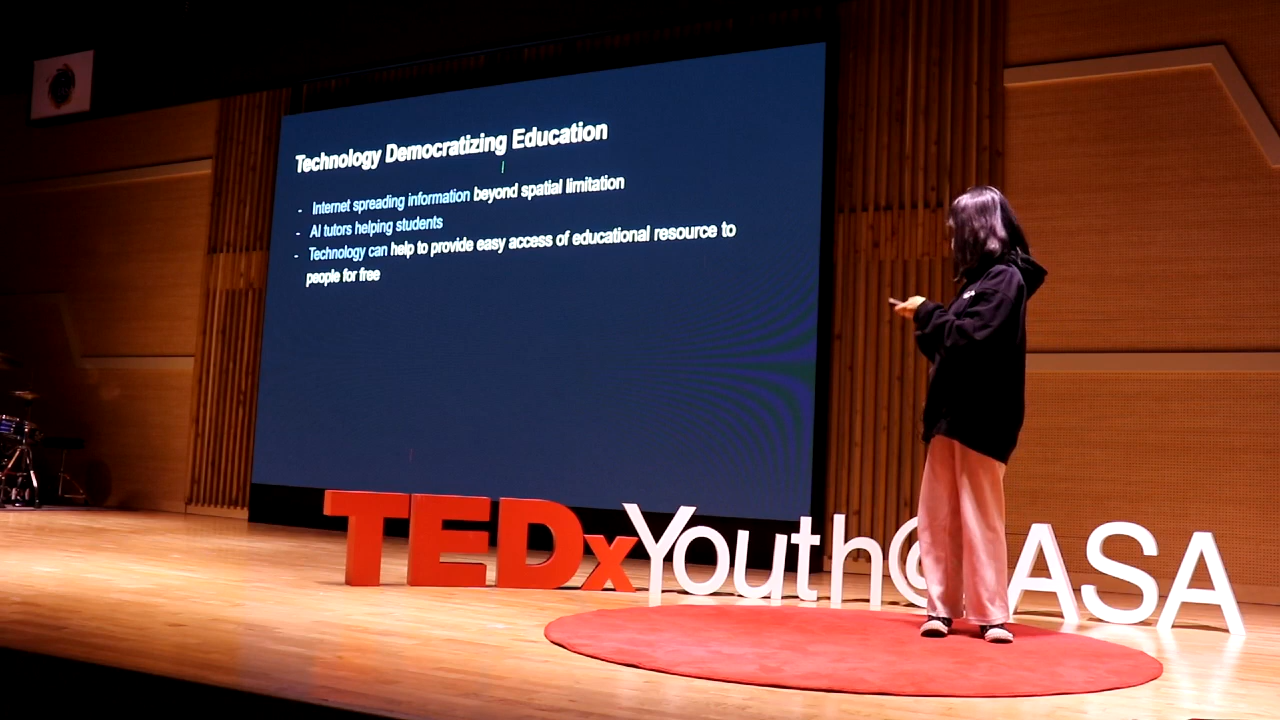 Technology Democratizing Education
- Internet spreading information beyond spatial limitation
- AI tutors helping students
- Technology can help to provide easy access of educational resource to
people for free
TEDxYouth@ASA